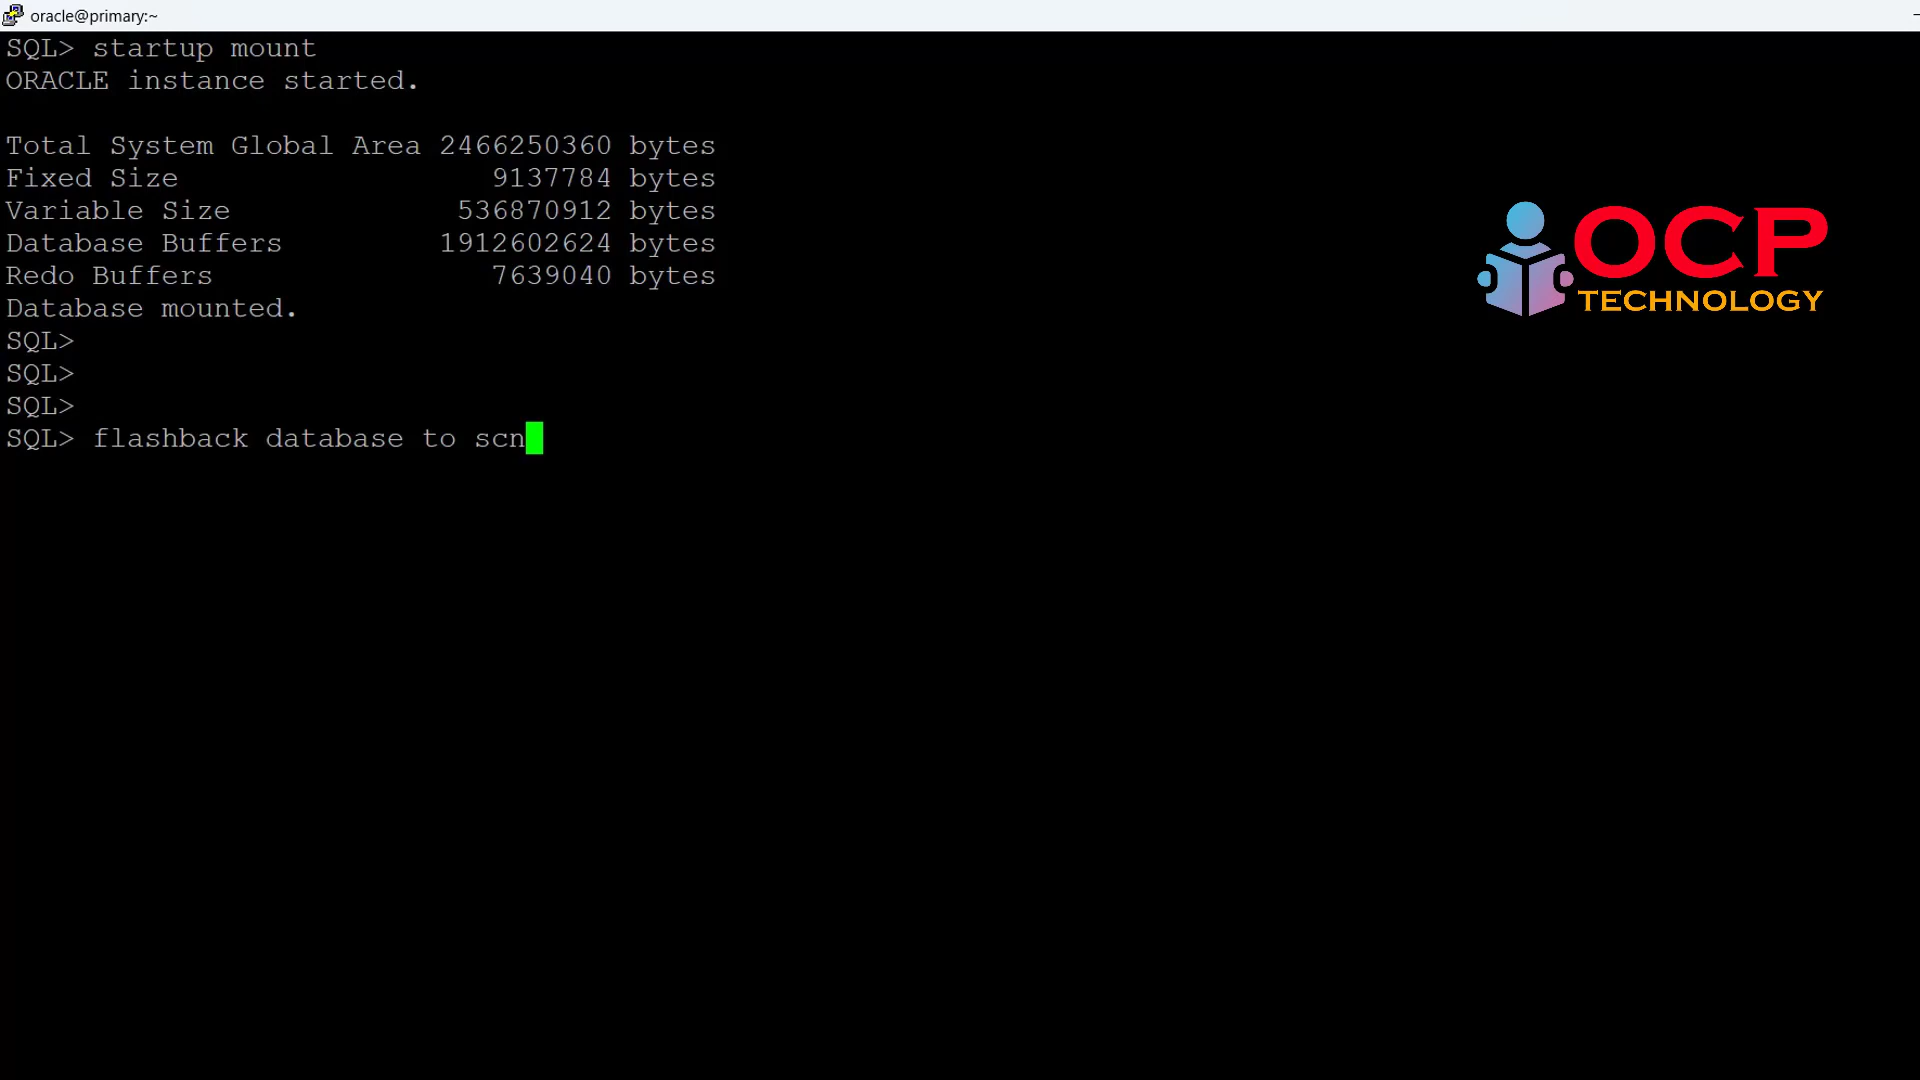 oracle@primary:~
SQL> startup mount
ORACLE instance started.
Total System Global Area 2466250360 bytes
Fixed Size 9137784 bytes
Variable Size 536870912 bytes
Database Buffers 1912602624 bytes
Redo Buffers 7639040 bytes
Database mounted.
SQL>
SQL>
SQL>
SQL> flashback database to scn
OCP
TECHNOLOGY